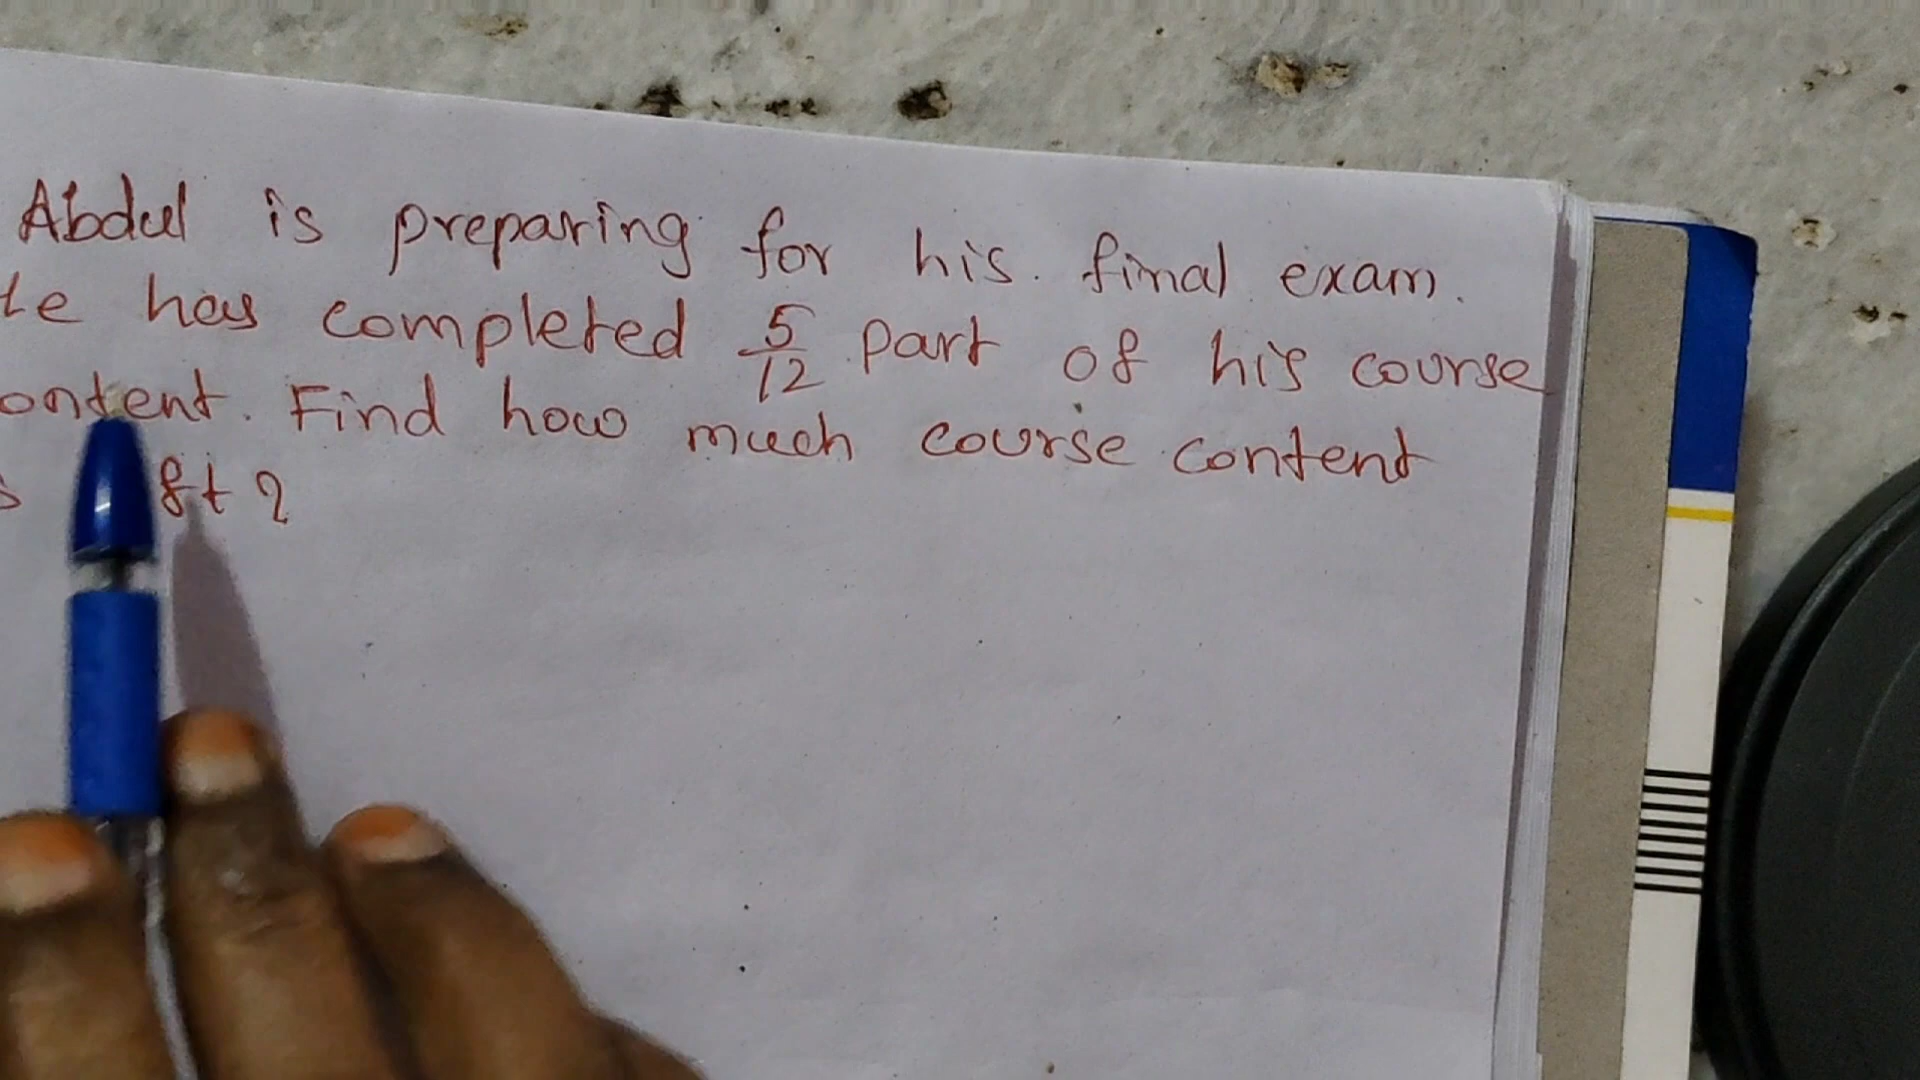 Abdul is preparing for his final exam.
has completed 5/12 part of his course
Find how much course content